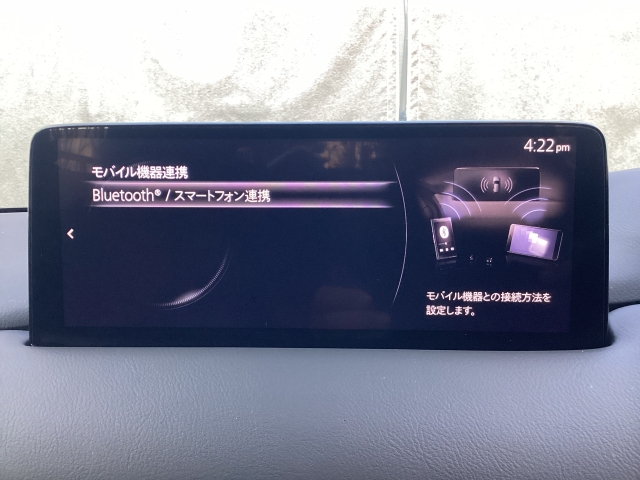 4:22pm
モバイル機器連携
Bluetooth® / スマートフォン連携
モバイル機器との接続方法を
設定します。